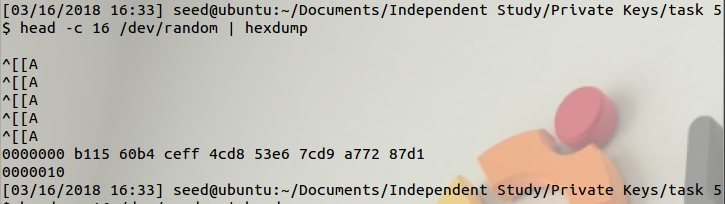 [03/16/2018 16:33] seed@ubuntu:~/Documents/Independent Study/Private Keys/task 5
$ head -c 16 /dev/random | hexdump
^[[A
^[[A
^[[A
^[[A
^[[A
0000000 b115 60b4 ceff 4cd8 53e6 7cd9 a772 87d1
0000010
[03/16/2018 16:33] seed@ubuntu:~/Documents/Independent Study/Private Keys/task 5